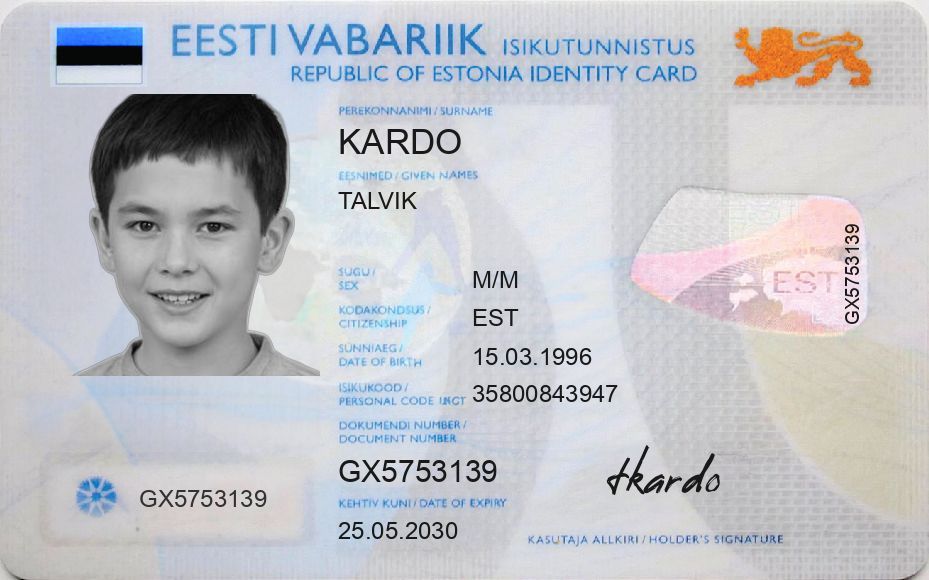 EESTI VABARIIK ISIKUTUNNISTUS
REPUBLIC OF ESTONIA IDENTITY CARD
PEREKONNANIMI / SURNAME
KARDO
EESNIMED / GIVEN NAMES
TALVIK
SUGU /
SEX
M/M
KODAKONDSUS /
CITIZENSHIP
EST
SÜNNIAEG /
DATE OF BIRTH
15.03.1996
ISIKUKOOD /
PERSONAL CODE
35800843947
DOKUMENDI NUMBER /
DOCUMENT NUMBER
GX5753139
KEHTIV KUNI / DATE OF EXPIRY
25.05.2030
GX5753139
EST
GX5753139
tkardo
KASUTAJA ALLKIRI / HOLDER'S SIGNATURE